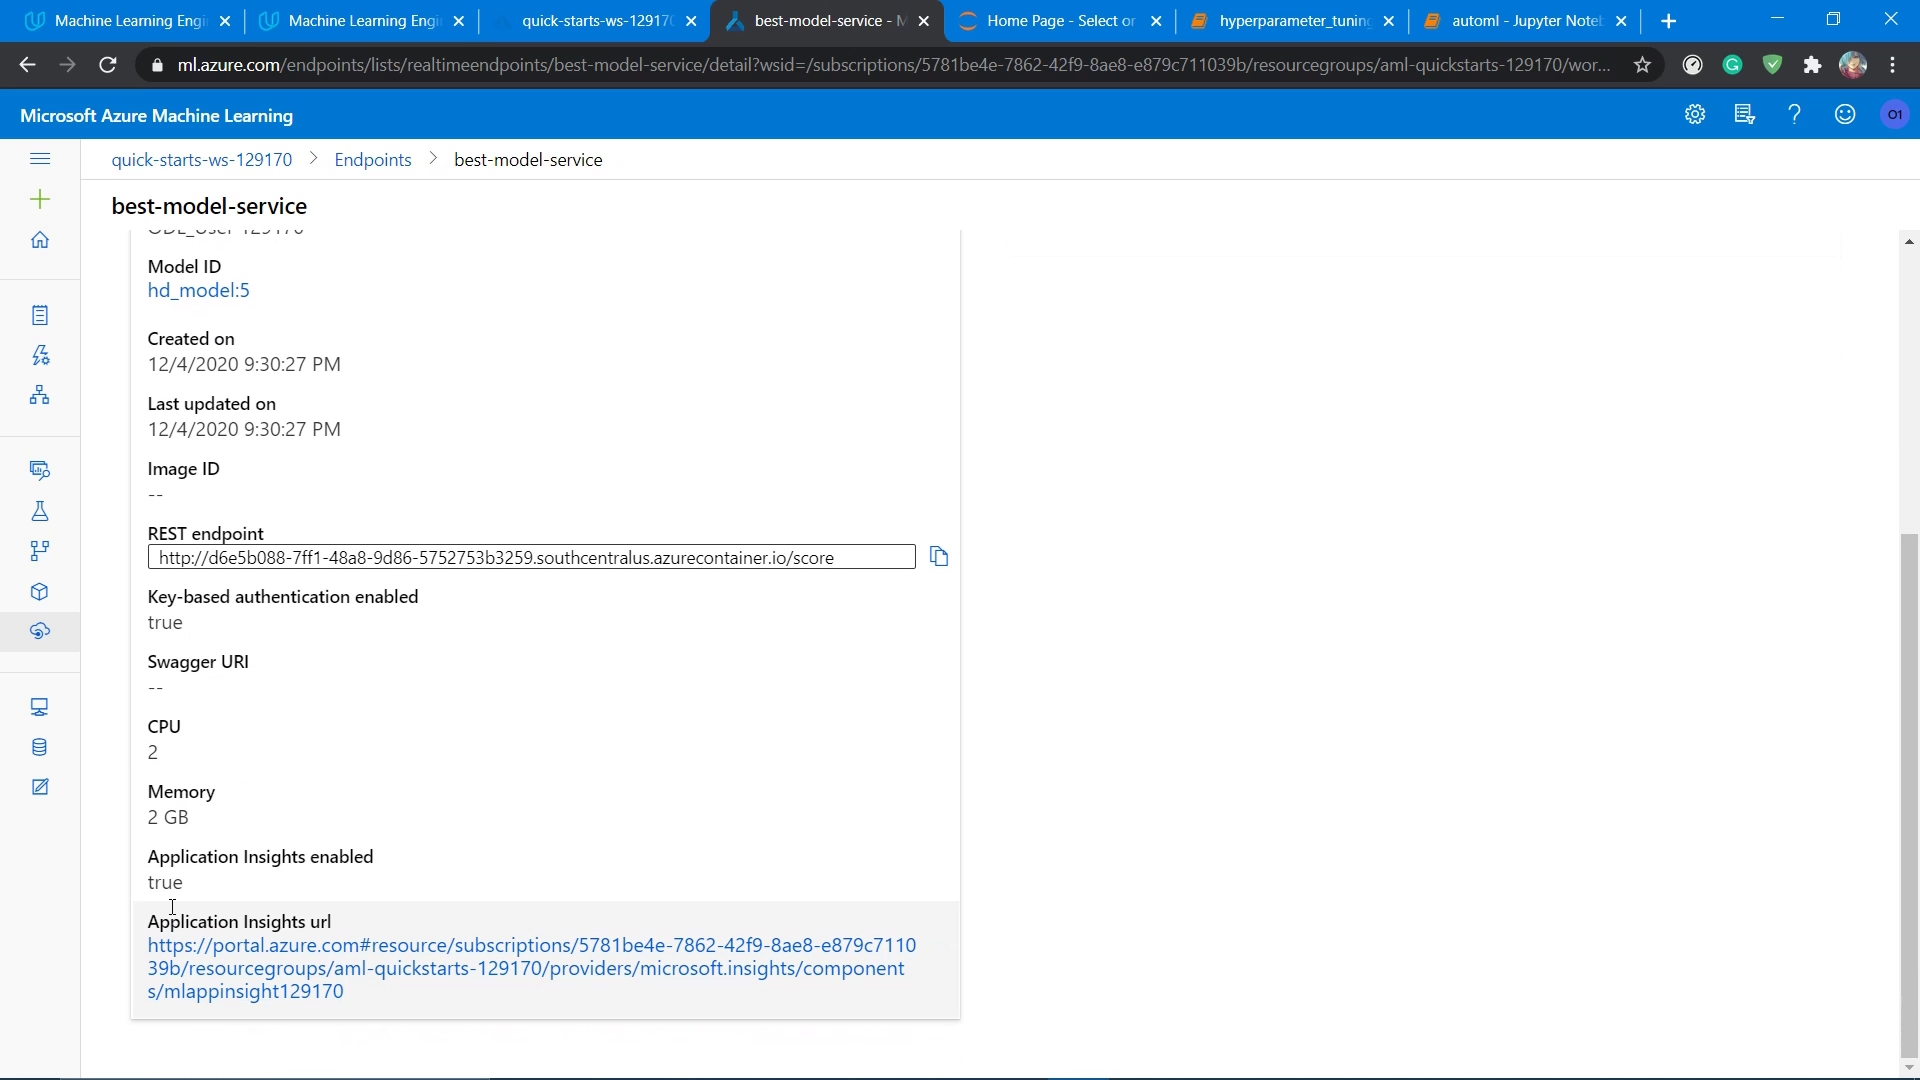 Machine Learning Engi
Machine Learning Engi
quick-starts-ws-12917
best-model-service - M
Home Page - Select or
hyperparameter_tuning
automl - Jupyter Note
ml.azure.com/endpoints/lists/realtimeendpoints/best-model-service/detail?wsid=/subscriptions/5781be4e-7862-42f9-8ae8-e879c711039b/resourcegroups/aml-quickstarts-129170/wor...
Microsoft Azure Machine Learning
O1
quick-starts-ws-129170 > Endpoints > best-model-service
best-model-service
Model ID
hd_model:5
Created on
12/4/2020 9:30:27 PM
Last updated on
12/4/2020 9:30:27 PM
Image ID
--
REST endpoint
http://d6e5b088-7ff1-48a8-9d86-5752753b3259.southcentralus.azurecontainer.io/score
Key-based authentication enabled
true
Swagger URI
--
CPU
2
Memory
2 GB
Application Insights enabled
true
Application Insights url
https://portal.azure.com#resource/subscriptions/5781be4e-7862-42f9-8ae8-e879c7110
39b/resourcegroups/aml-quickstarts-129170/providers/microsoft.insights/component
s/mlappinsight129170